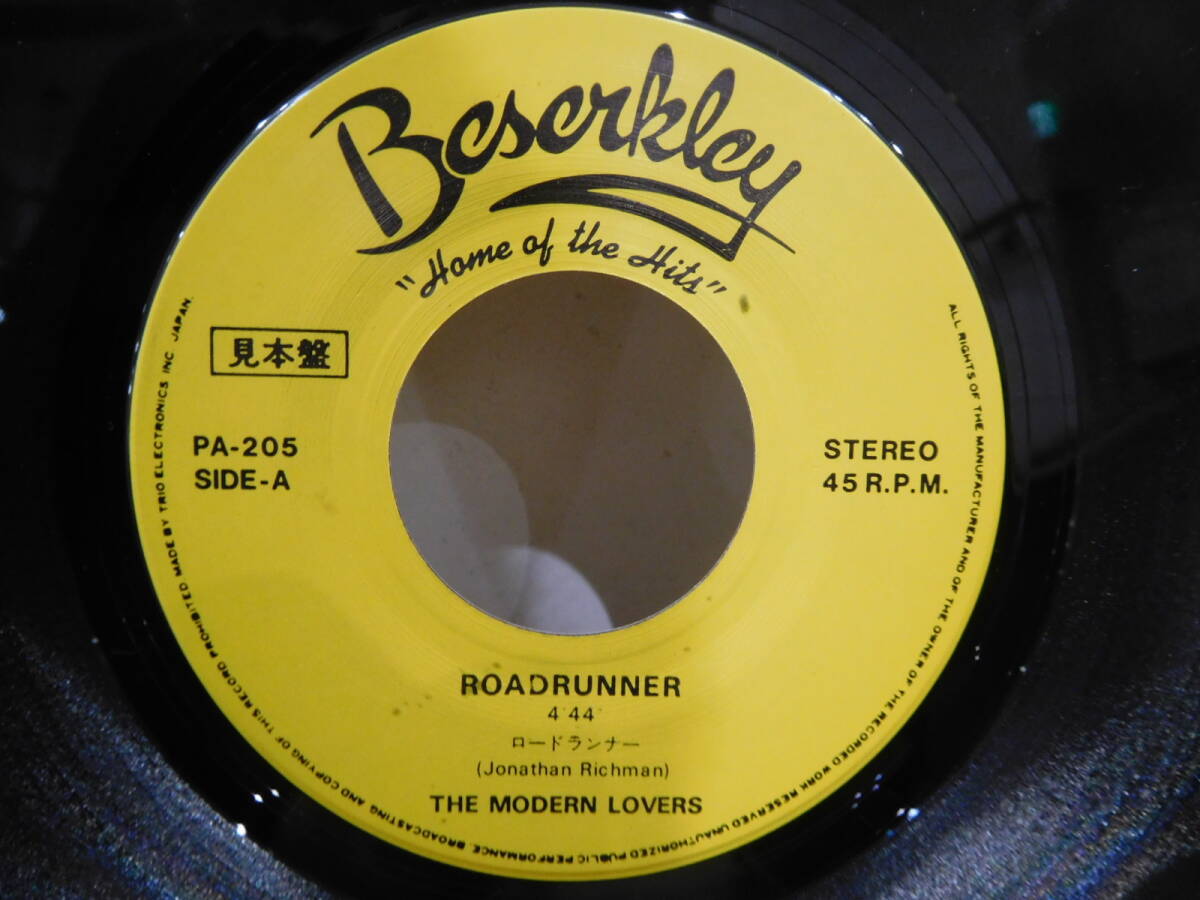 Beserkley
"Home of the Hits"
見本盤
PA-205
SIDE-A
STEREO
45 R.P.M.
ROADRUNNER
4'44"
ロードランナー
(Jonathan Richman)
THE MODERN LOVERS
ALL RIGHTS OF THE MANUFACTURER AND OF THE OWNER OF THE RECORDED WORK RESERVED UNAUTHORIZED PUBLIC PERFORMANCE. BROADCASTING AND COPYING OF THIS RECORD PROHIBITED MADE BY TRIO ELECTRONICS INC. JAPAN.